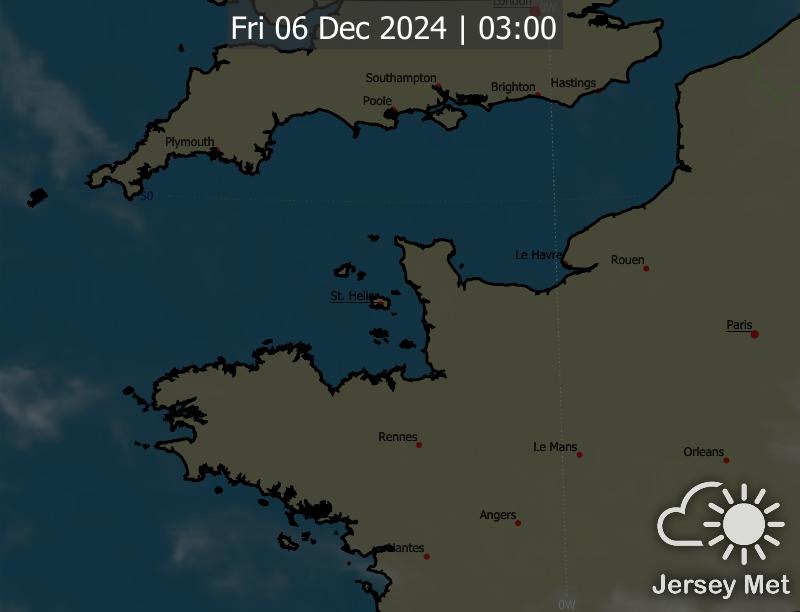 London
0W
Fri 06 Dec 2024 | 03:00
Southampton
Brighton
Hastings
Poole
Plymouth
50
Le Havre
Rouen
St. Helier
Paris
Rennes
Le Mans
Orleans
Angers
Nantes
Jersey Met
0W